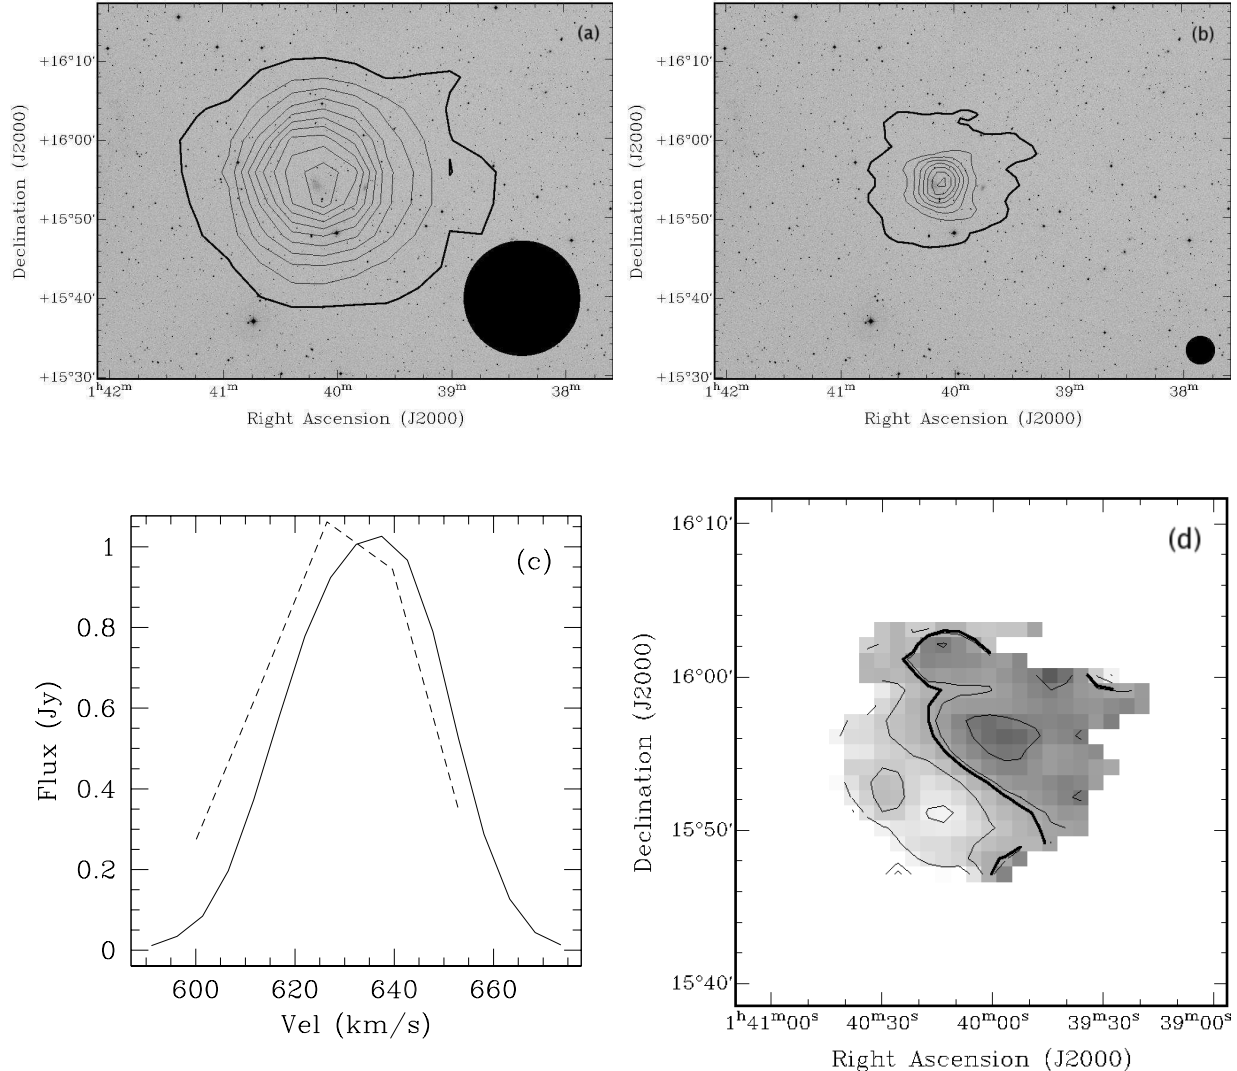 (a)
+16°10′
+16°00′
+15°50′
+15°40′
+15°30′
Declination (J2000)
1ʰ42ᵐ 41ᵐ 40ᵐ 39ᵐ 38ᵐ
Right Ascension (J2000)
(b)
+16°10′
+16°00′
+15°50′
+15°40′
+15°30′
Declination (J2000)
1ʰ42ᵐ 41ᵐ 40ᵐ 39ᵐ 38ᵐ
Right Ascension (J2000)
(c)
1
0.8
0.6
0.4
0.2
0
Flux (Jy)
600 620 640 660
Vel (km/s)
(d)
16°10′
16°00′
15°50′
15°40′
Declination (J2000)
1ʰ41ᵐ00ˢ 40ᵐ30ˢ 40ᵐ00ˢ 39ᵐ30ˢ 39ᵐ00ˢ
Right Ascension (J2000)